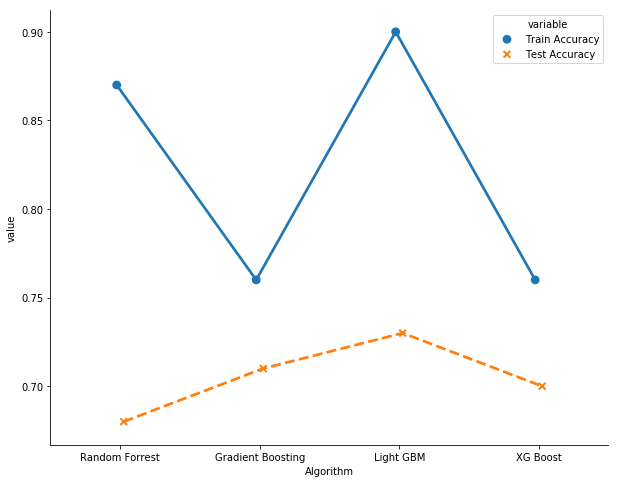 variable
Train Accuracy
Test Accuracy
0.90
0.85
0.80
0.75
0.70
value
Random Forrest
Gradient Boosting
Light GBM
XG Boost
Algorithm